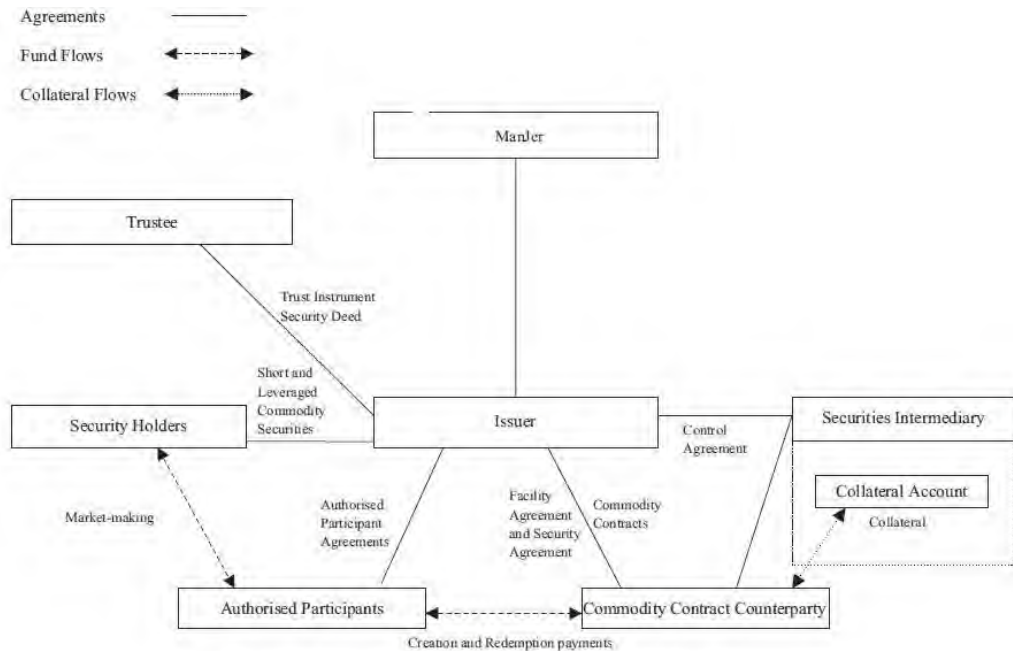 Agreements
Fund Flows
Collateral Flows
ManJer
Trustee
Trust Instrument
Security Deed
Short and
Leveraged
Commodity
Securities
Security Holders
Issuer
Securities Intermediary
Control
Agreement
Collateral Account
Collateral
Market-making
Authorised
Participant
Agreements
Facility
Agreement
and Security
Agreement
Commodity
Contracts
Authorised Participants
Commodity Contract Counterparty
Creation and Redemption payments